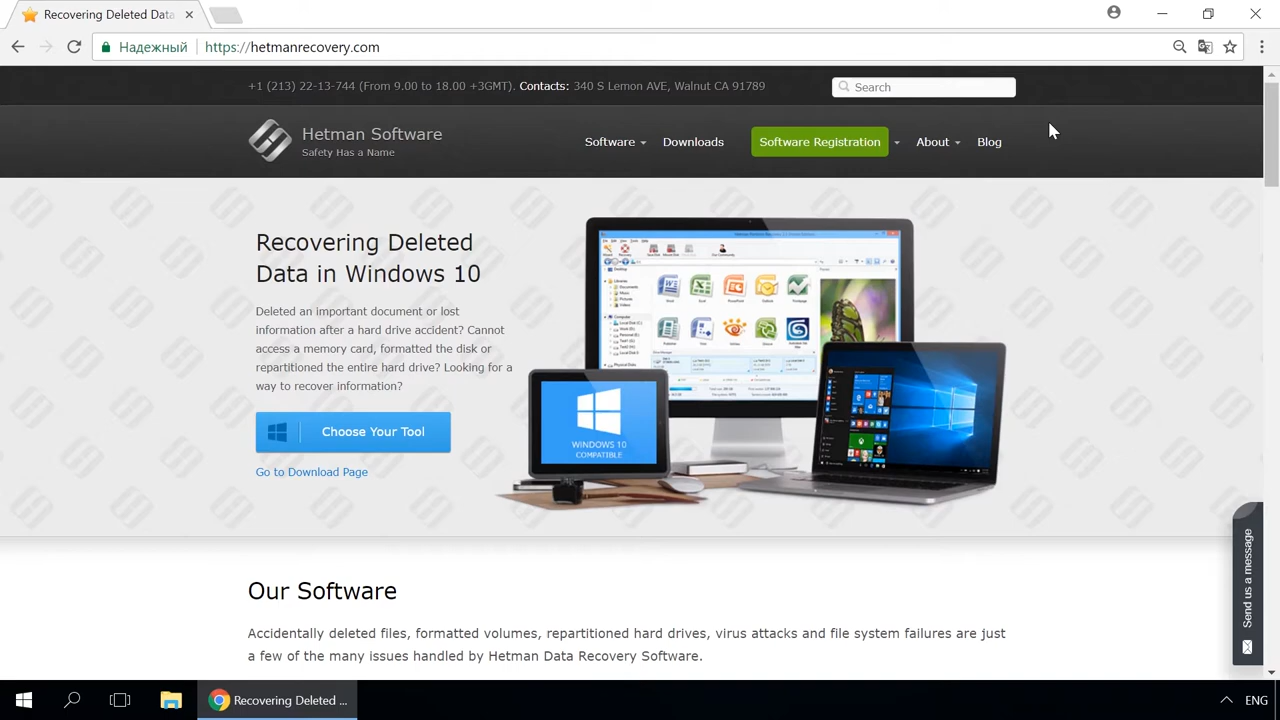 Recovering Deleted Data
Надежный https://hetmanrecovery.com
+1 (213) 22-13-744 (From 9.00 to 18.00 +3GMT). Contacts: 340 S Lemon AVE, Walnut CA 91789
Search
Hetman Software
Safety Has a Name
Software Downloads Software Registration About Blog
Recovering Deleted
Data in Windows 10
Deleted an important document or lost
information after hard drive accident? Cannot
access a memory card, formatted the disk or
repartitioned the entire hard drive? Looking for a
way to recover information?
Choose Your Tool
Go to Download Page
WINDOWS 10
COMPATIBLE
Send us a message
Our Software
Accidentally deleted files, formatted volumes, repartitioned hard drives, virus attacks and file system failures are just
a few of the many issues handled by Hetman Data Recovery Software.
Recovering Deleted ...
ENG